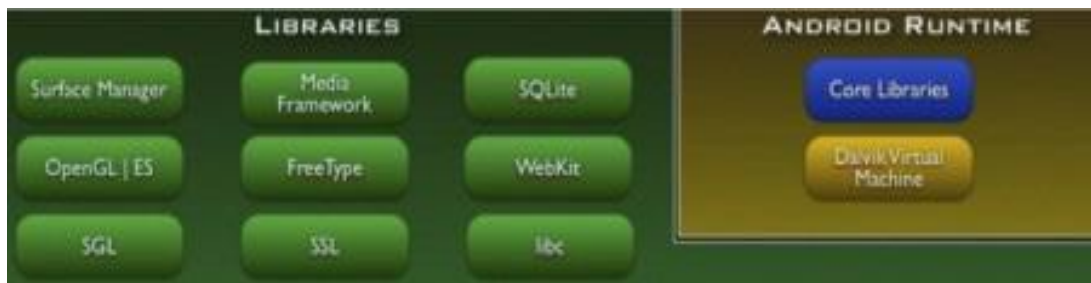 LIBRARIES
Surface Manager
Media
Framework
SQLite
OpenGL | ES
FreeType
WebKit
SGL
SSL
libc
ANDROID RUNTIME
Core Libraries
Dalvik Virtual
Machine